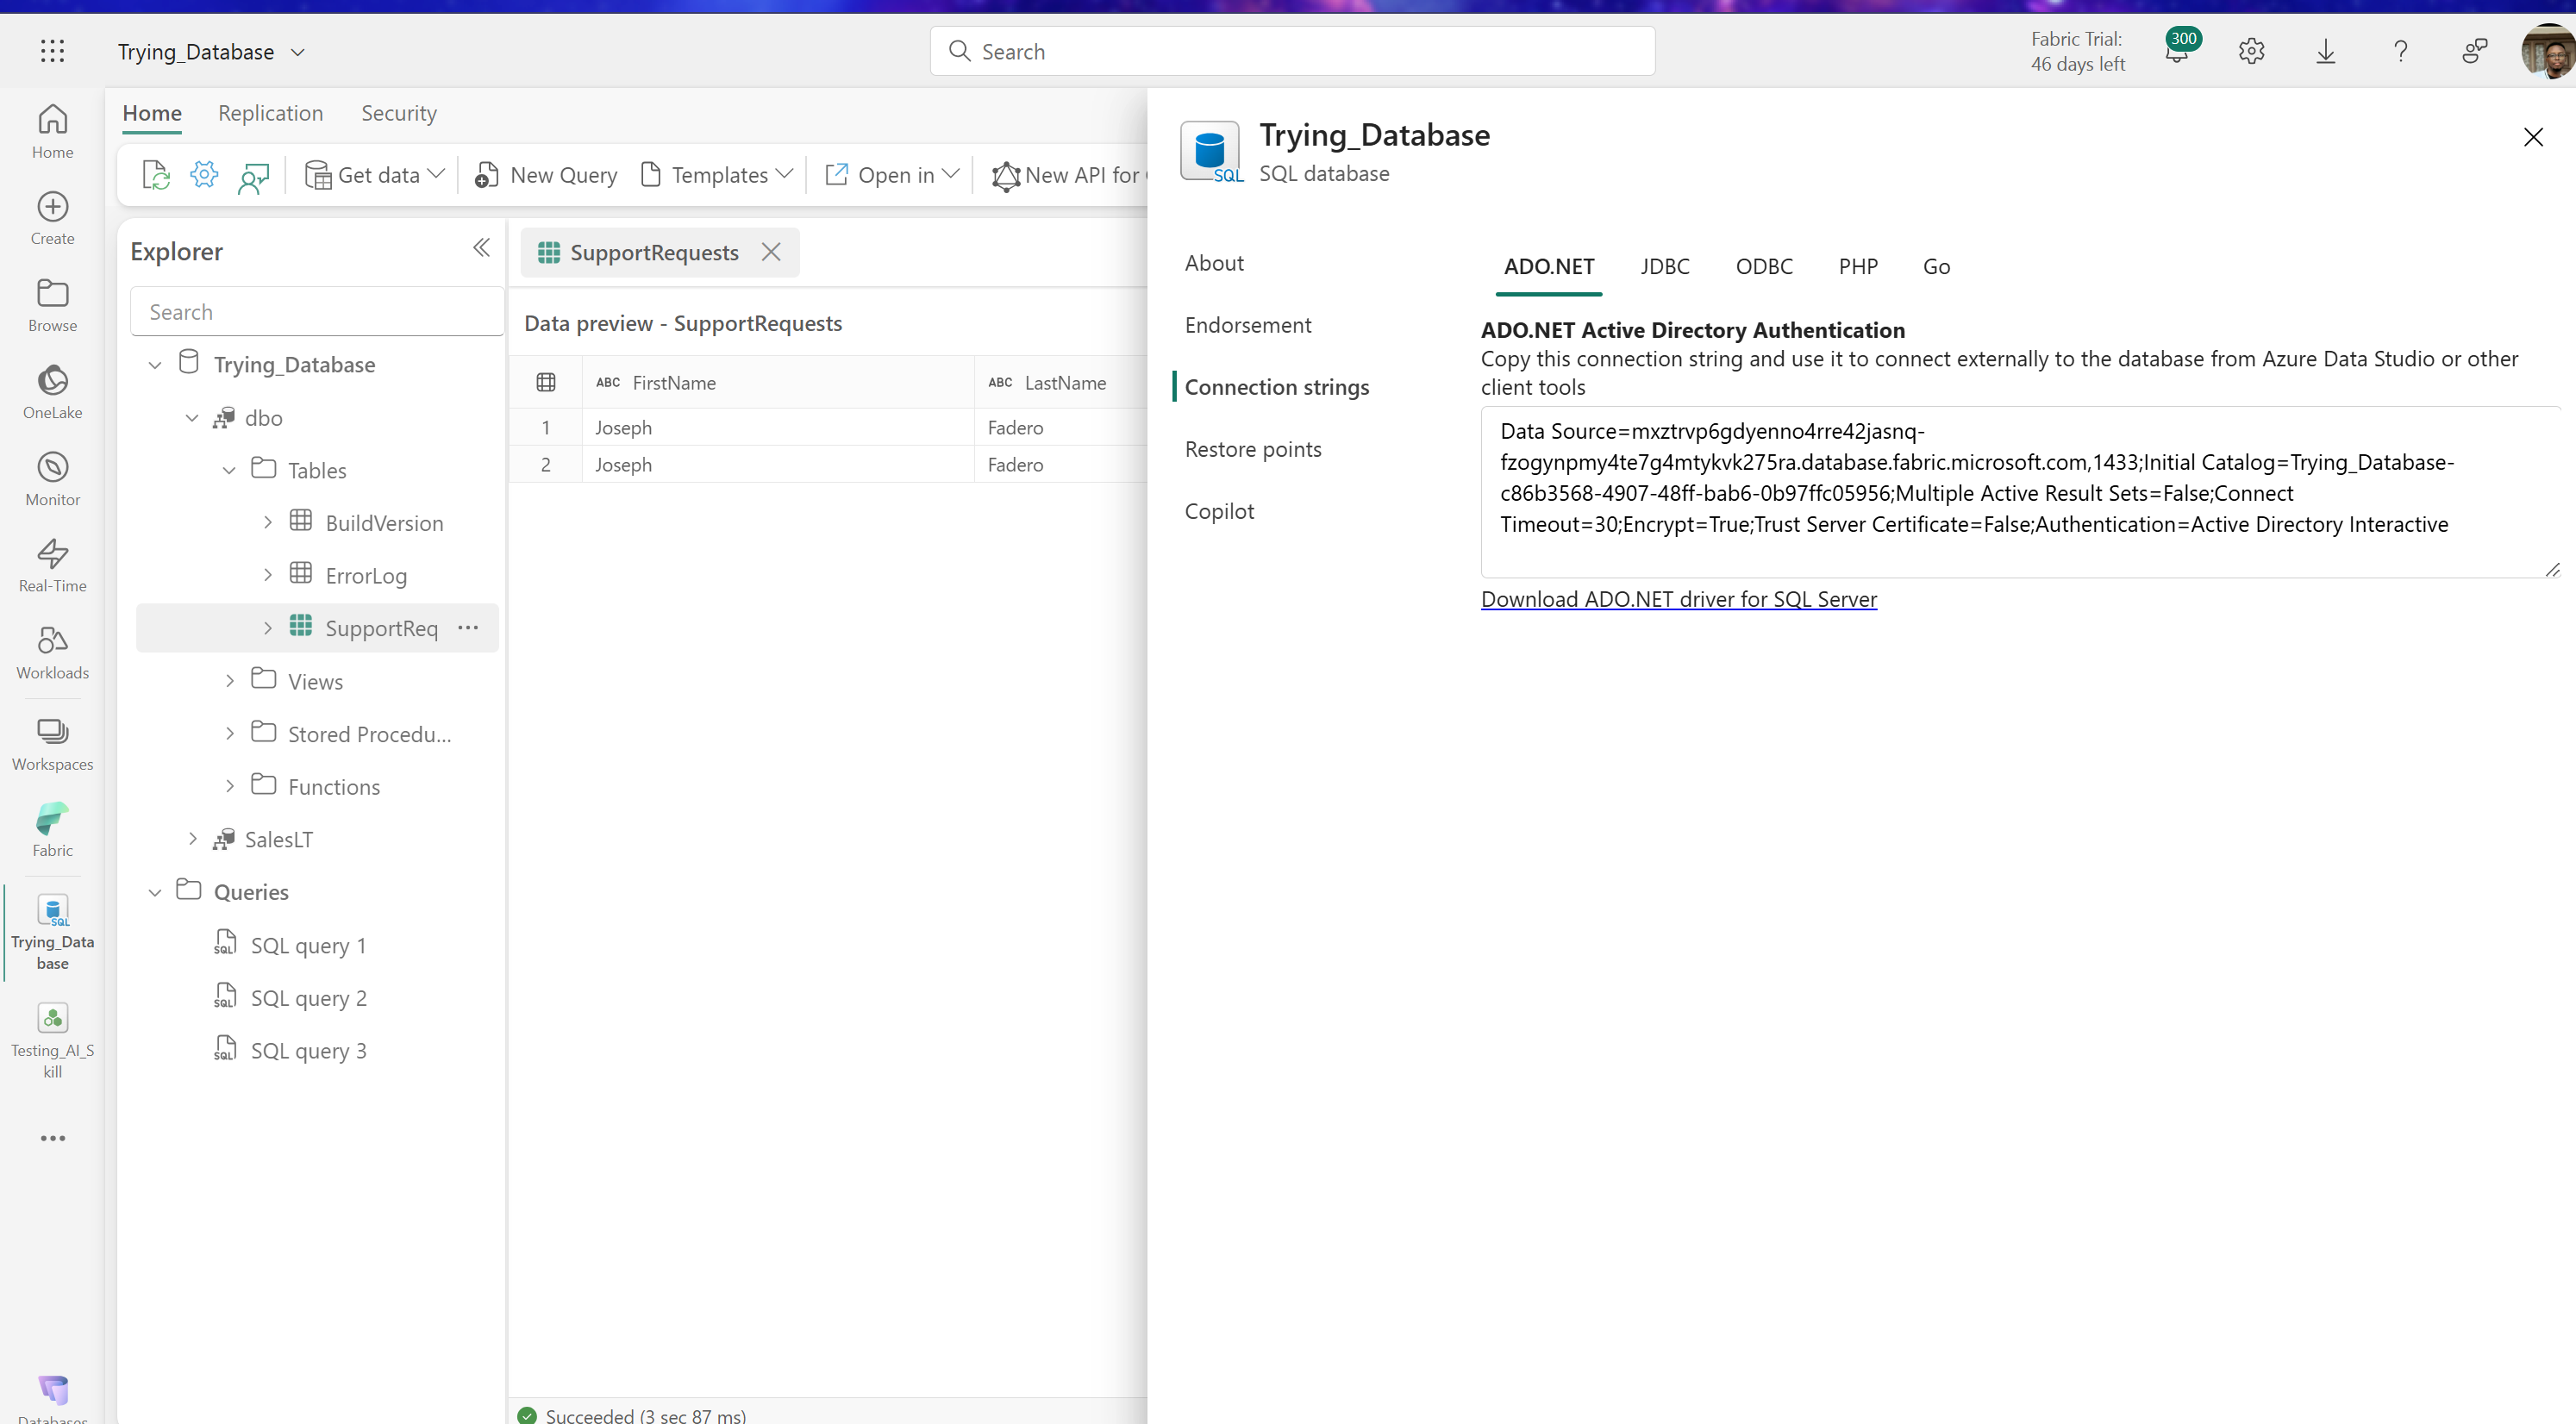 Trying_Database
Search
Fabric Trial:
46 days left
300
Home
Create
Browse
OneLake
Monitor
Real-Time
Workloads
Workspaces
Fabric
Trying_Data
base
Testing_AI_S
kill
Databases
Home Replication Security
Get data New Query Templates Open in New API for
Explorer
Search
Trying_Database
dbo
Tables
BuildVersion
ErrorLog
SupportReq ...
Views
Stored Procedu...
Functions
SalesLT
Queries
SQL query 1
SQL query 2
SQL query 3
SupportRequests
Data preview - SupportRequests
ABC FirstName ABC LastName
1 Joseph Fadero
2 Joseph Fadero
Succeeded (3 sec 87 ms)
SQL
Trying_Database
SQL database
About
Endorsement
Connection strings
Restore points
Copilot
ADO.NET JDBC ODBC PHP Go
ADO.NET Active Directory Authentication
Copy this connection string and use it to connect externally to the database from Azure Data Studio or other
client tools
Data Source=mxztrvp6gdyenno4rre42jasnq-
fzogynpmy4te7g4mtykvk275ra.database.fabric.microsoft.com,1433;Initial Catalog=Trying_Database-
c86b3568-4907-48ff-bab6-0b97ffc05956;Multiple Active Result Sets=False;Connect
Timeout=30;Encrypt=True;Trust Server Certificate=False;Authentication=Active Directory Interactive
Download ADO.NET driver for SQL Server